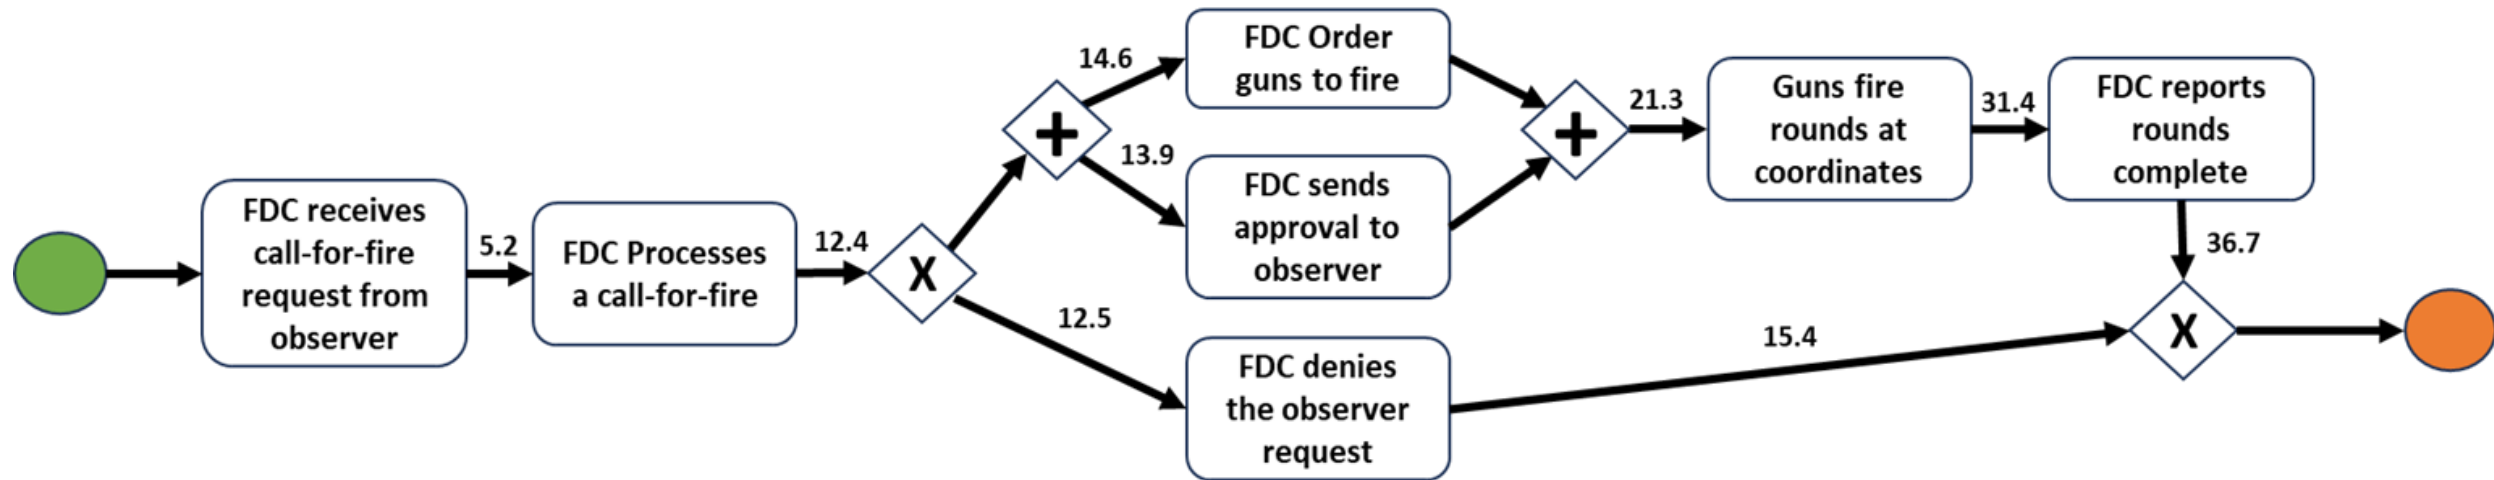 FDC receives
call-for-fire
request from
observer
5.2
FDC Processes
a call-for-fire
12.4
X
14.6
13.9
12.5
FDC Order
guns to fire
FDC sends
approval to
observer
FDC denies
the observer
request
+
+
21.3
Guns fire
rounds at
coordinates
31.4
FDC reports
rounds
complete
36.7
15.4
X